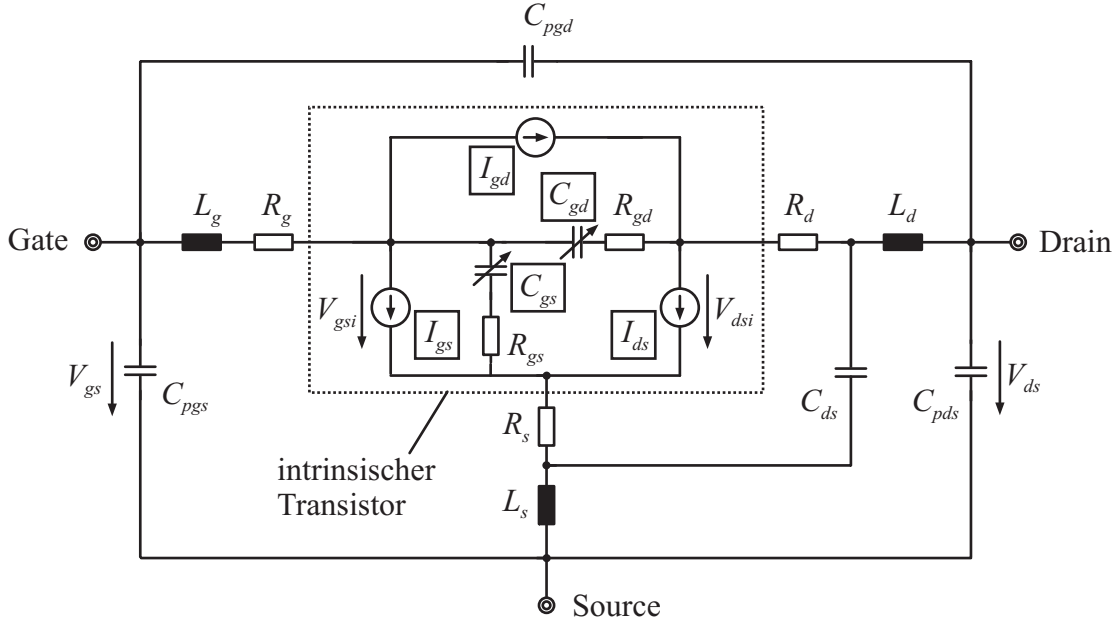 C_pgd
I_gd
C_gd
R_gd
L_g
R_g
R_d
L_d
Gate
Drain
V_gsi
I_gs
C_gs
R_gs
I_ds
V_dsi
V_gs
C_pgs
C_ds
C_pds
V_ds
R_s
intrinsischer
Transistor
L_s
Source